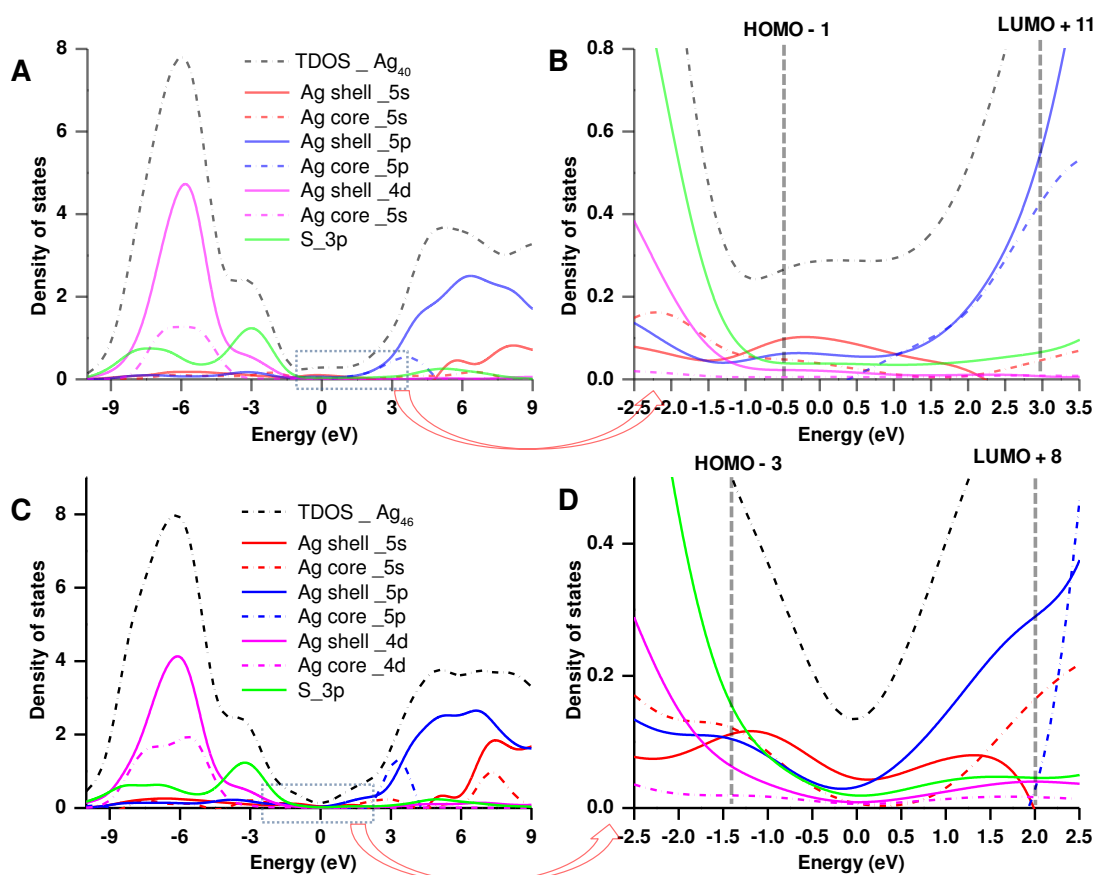 A
TDOS _ Ag40
Ag shell _5s
Ag core _5s
Ag shell _5p
Ag core _5p
Ag shell _4d
Ag core _5s
S_3p
Density of states
0
2
4
6
8
-9
-6
-3
0
3
6
9
Energy (eV)
B
HOMO - 1
LUMO + 11
Density of states
0.0
0.2
0.4
0.6
0.8
-2.5
-2.0
-1.5
-1.0
-0.5
0.0
0.5
1.0
1.5
2.0
2.5
3.0
3.5
Energy (eV)
C
TDOS _ Ag46
Ag shell _5s
Ag core _5s
Ag shell _5p
Ag core _5p
Ag shell _4d
Ag core _4d
S_3p
Density of states
0
2
4
6
8
-9
-6
-3
0
3
6
9
Energy (eV)
D
HOMO - 3
LUMO + 8
Density of states
0.0
0.2
0.4
-2.5
-2.0
-1.5
-1.0
-0.5
0.0
0.5
1.0
1.5
2.0
2.5
Energy (eV)